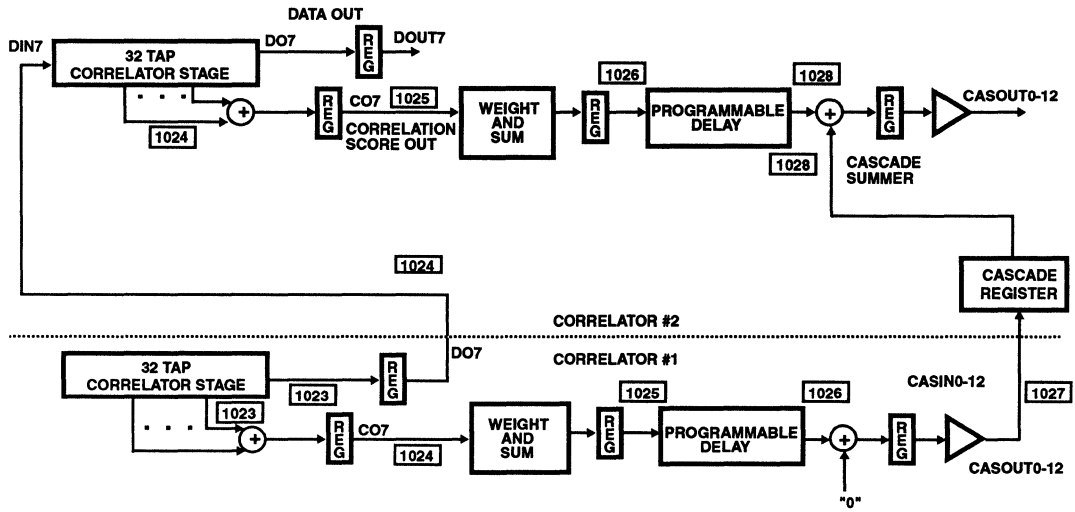 DATA OUT
DIN7
DO7
REG
DOUT7
32 TAP
CORRELATOR STAGE
1024
+
REG
CO7
1025
CORRELATION
SCORE OUT
WEIGHT
AND
SUM
1026
REG
PROGRAMMABLE
DELAY
1028
+
1028
CASCADE
SUMMER
REG
CASOUT0-12
1024
CASCADE
REGISTER
CORRELATOR #2
CORRELATOR #1
DO7
32 TAP
CORRELATOR STAGE
1023
REG
1023
+
REG
CO7
1024
WEIGHT
AND
SUM
1025
REG
PROGRAMMABLE
DELAY
1026
+
"0"
REG
CASIN0-12
1027
CASOUT0-12